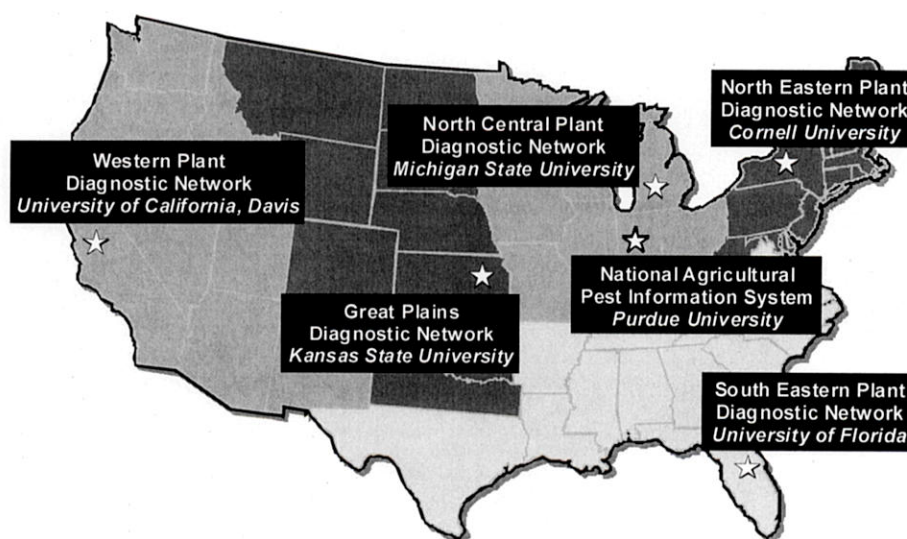 North Eastern Plant
Diagnostic Network
Cornell University
North Central Plant
Diagnostic Network
Michigan State University
Western Plant
Diagnostic Network
University of California, Davis
National Agricultural
Pest Information System
Purdue University
Great Plains
Diagnostic Network
Kansas State University
South Eastern Plant
Diagnostic Network
University of Florida